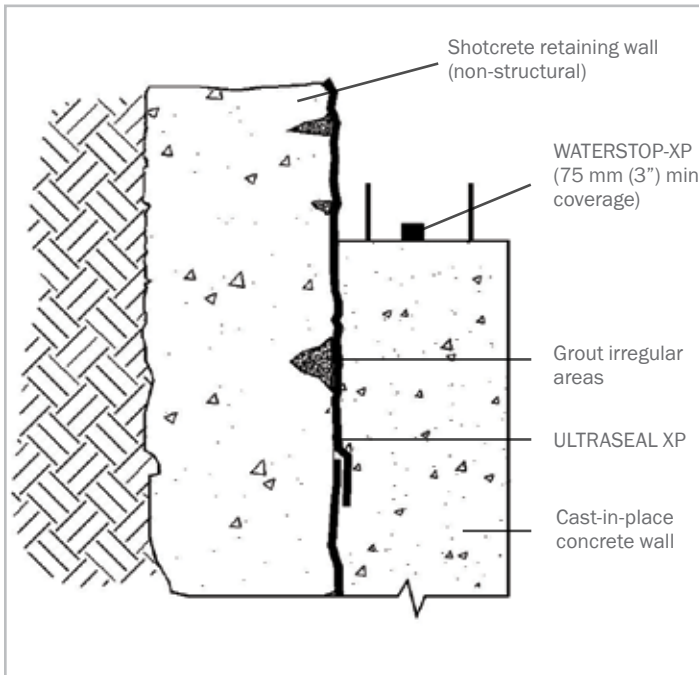 Shotcrete retaining wall
(non-structural)
WATERSTOP-XP
(75 mm (3”) min
coverage)
Grout irregular
areas
ULTRASEAL XP
Cast-in-place
concrete wall